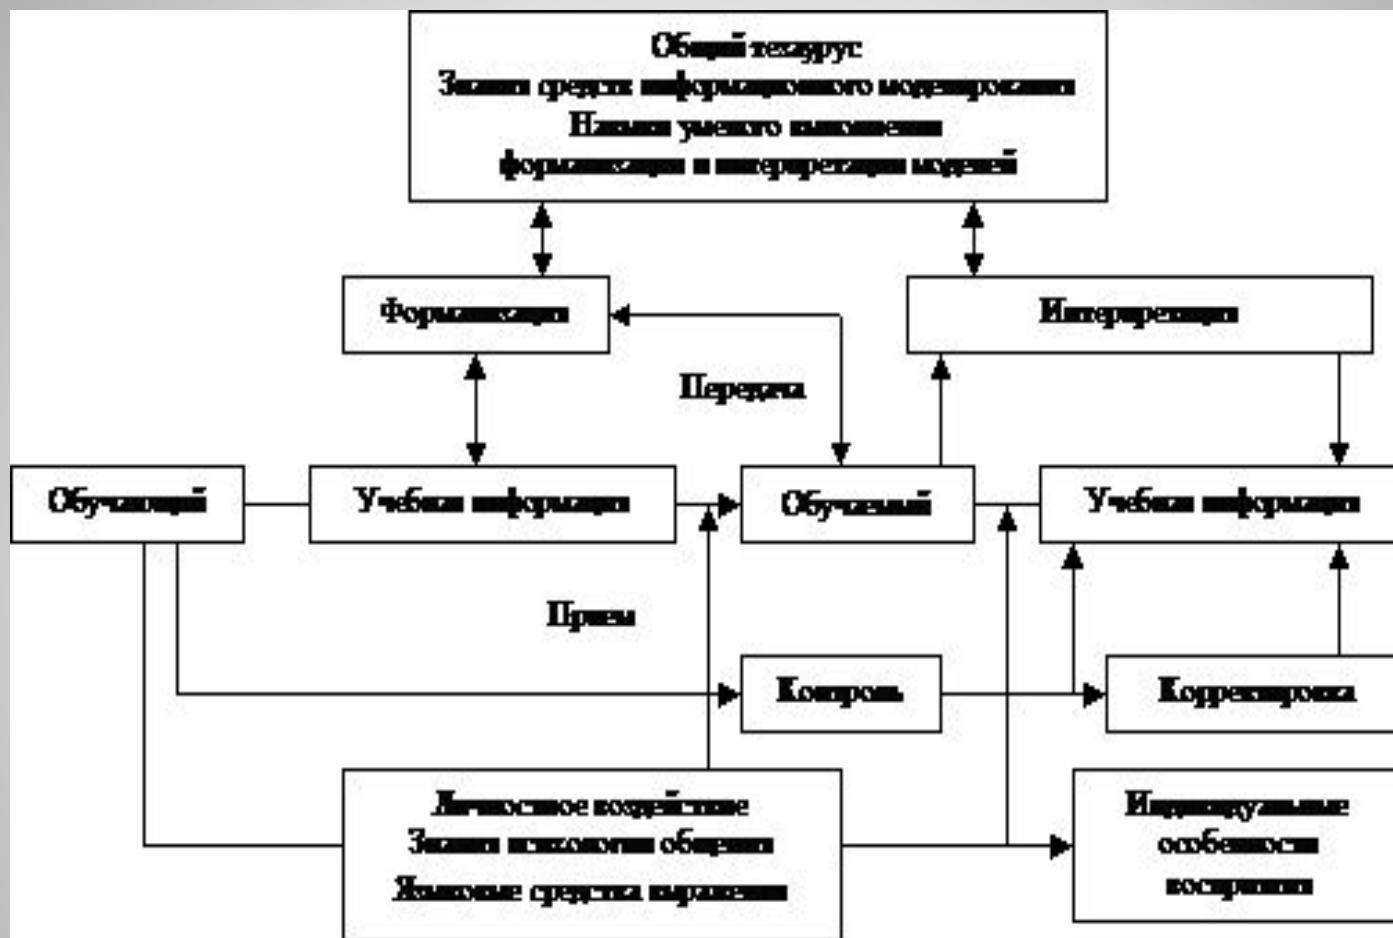 Общий тезаурус
Знания средств информационного моделирования
Навыки умелого выполнения
формализации и интерпретации моделей
Формализация
Интерпретация
Передача
Обучающий
Учебная информация
Обучаемый
Учебная информация
Прием
Контроль
Корректировка
Личностное воздействие
Знания психологии общения
Языковые средства выражения
Индивидуальные
особенности
восприятия